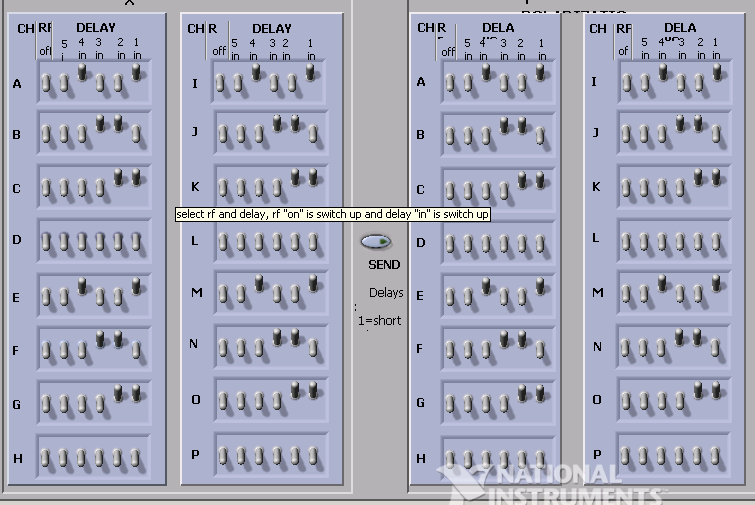 X
POLARIZATIO
CH RF DELAY
off 5 4 3 2 1
i in in in in
A
B
C
D
E
F
G
H
CH R DELAY
off 5 4 3 2 1
in in in in in
I
J
K
L
M
N
O
P
select rf and delay, rf "on" is switch up and delay "in" is switch up
SEND
Delays
:
1=short
CH R DELA
off 5 4 3 2 1
in in in in
A
B
C
D
E
F
G
H
CH RF DELA
of 5 4 3 2 1
in in in in in
I
J
K
L
M
N
O
P
NATIONAL
INSTRUMENTS